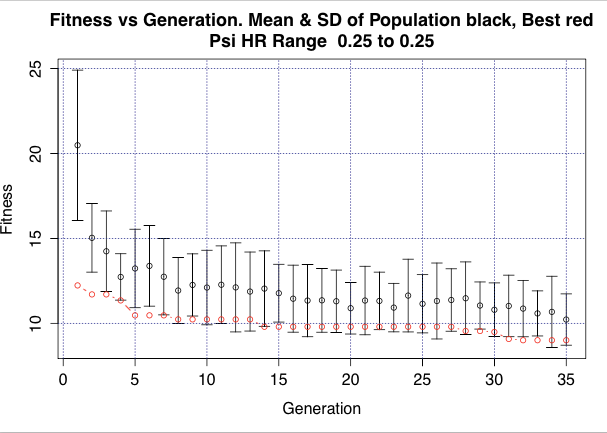 Fitness vs Generation. Mean & SD of Population black, Best red
Psi HR Range  0.25 to 0.25
25
20
15
10
Fitness
0 5 10 15 20 25 30 35
Generation